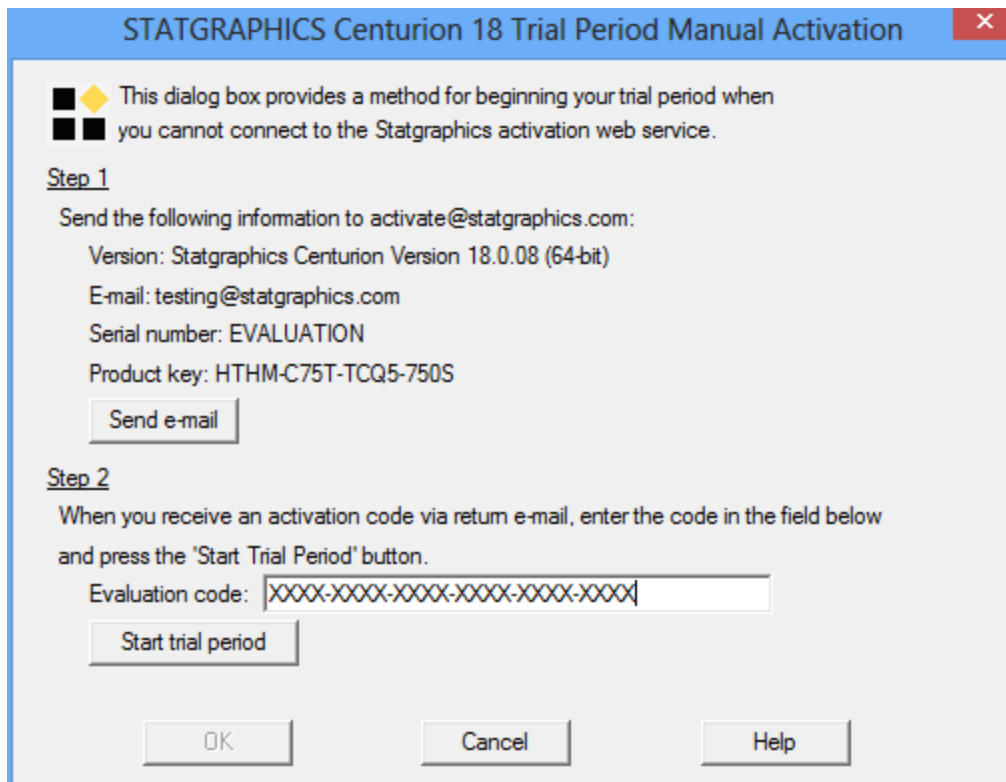 STATGRAPHICS Centurion 18 Trial Period Manual Activation
This dialog box provides a method for beginning your trial period when
you cannot connect to the Statgraphics activation web service.
Step 1
Send the following information to activate@statgraphics.com:
Version: Statgraphics Centurion Version 18.0.08 (64-bit)
E-mail: testing@statgraphics.com
Serial number: EVALUATION
Product key: HTHM-C75T-TCQ5-750S
Send e-mail
Step 2
When you receive an activation code via return e-mail, enter the code in the field below
and press the 'Start Trial Period' button.
Evaluation code: XXXX-XXXX-XXXX-XXXX-XXXX-XXXX
Start trial period
OK Cancel Help